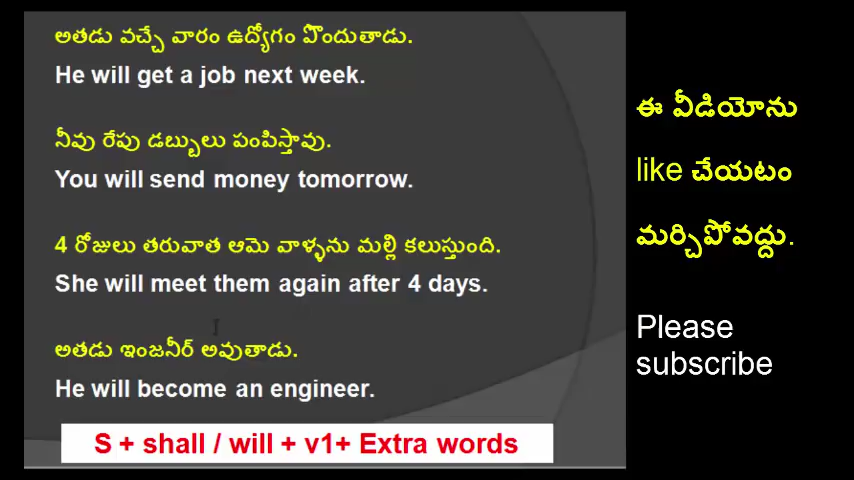 అతడు వచ్చే వారం ఉద్యోగం పొందుతాడు.
He will get a job next week.
నీవు రేపు డబ్బులు పంపిస్తావు.
You will send money tomorrow.
4 రోజులు తరువాత ఆమె వాళ్ళను మల్లి కలుస్తుంది.
She will meet them again after 4 days.
అతడు ఇంజనీర్ అవుతాడు.
He will become an engineer.
S + shall / will + v1+ Extra words
ఈ వీడియోను
like చేయటం
మర్చిపోవద్దు.
Please
subscribe